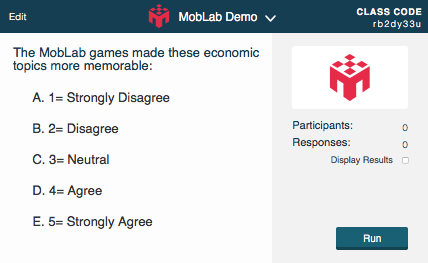 Edit
MobLab Demo
CLASS CODE
rb2dy33u
The MobLab games made these economic
topics more memorable:
A. 1= Strongly Disagree
B. 2= Disagree
C. 3= Neutral
D. 4= Agree
E. 5= Strongly Agree
Participants: 0
Responses: 0
Display Results
Run